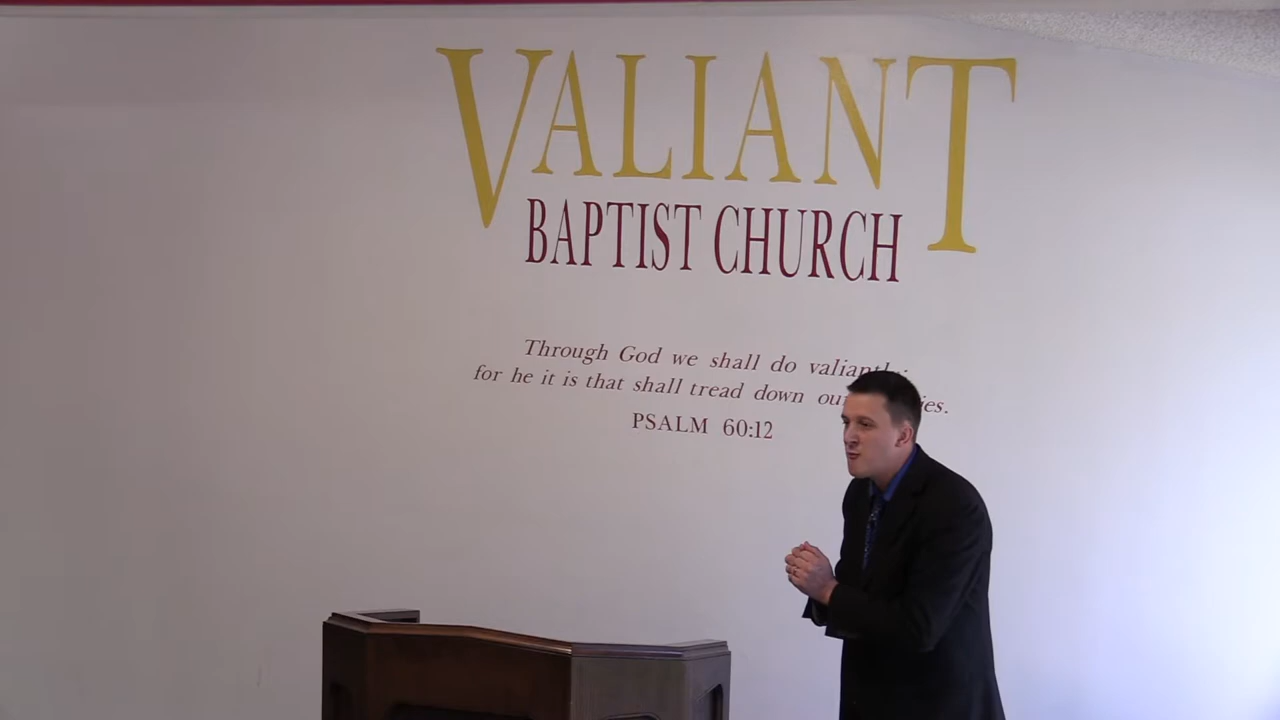 VALIANT
BAPTIST CHURCH
Through God we shall do valiantly:
for he it is that shall tread down
PSALM 60:12